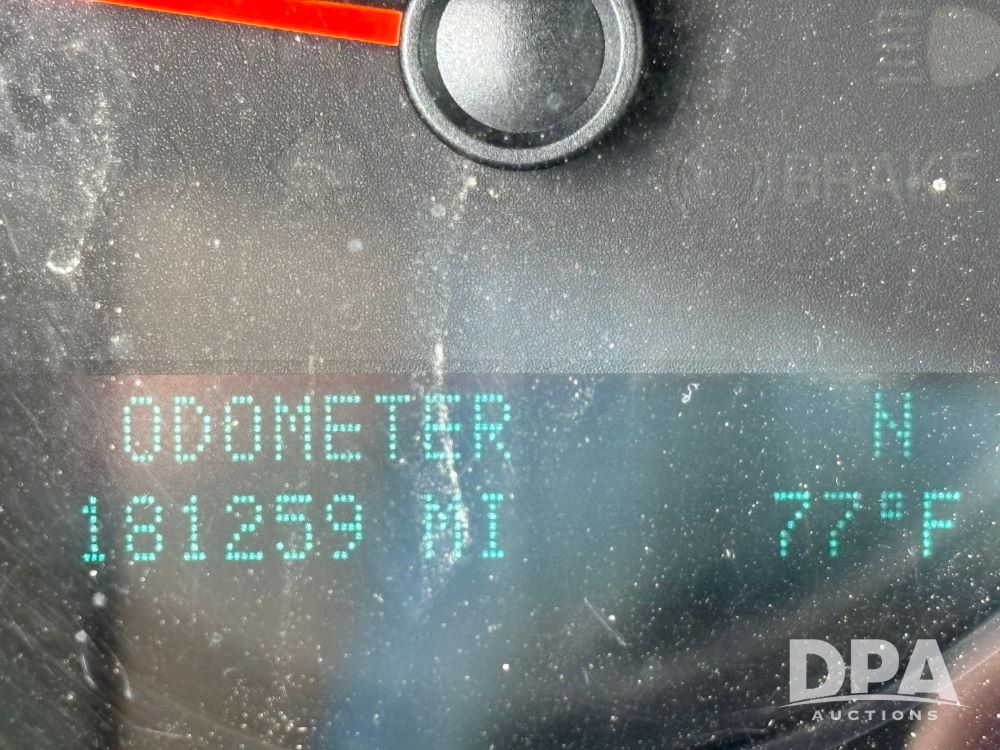 BRAKE
ODOMETER N
181259 MI 77°F
DPA
AUCTIONS